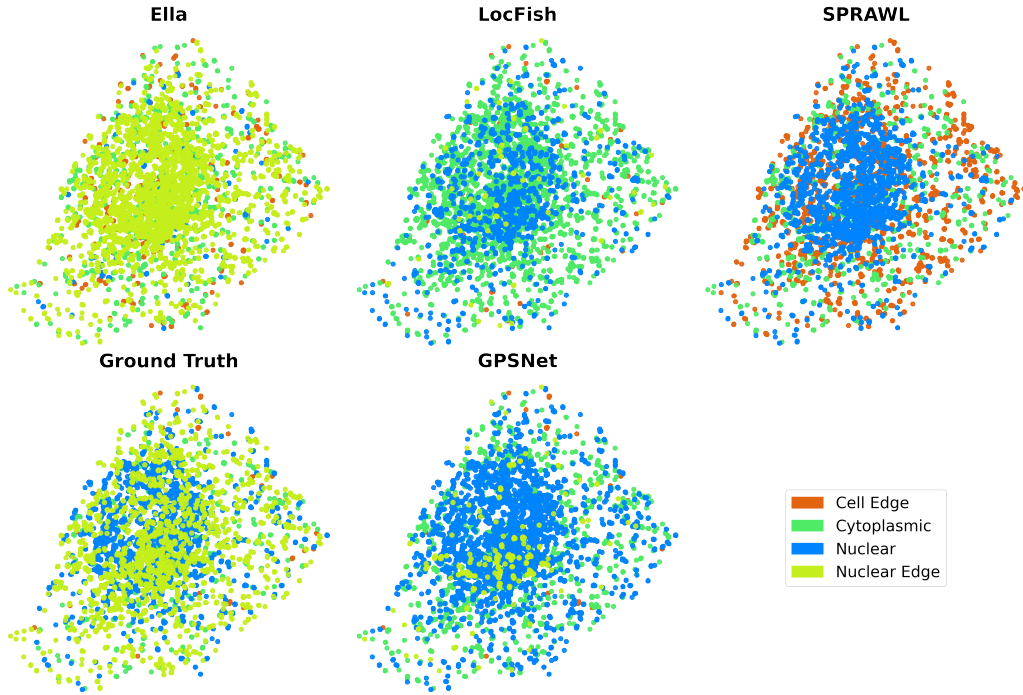 Ella
LocFish
SPRAWL
Ground Truth
GPSNet
Cell Edge
Cytoplasmic
Nuclear
Nuclear Edge